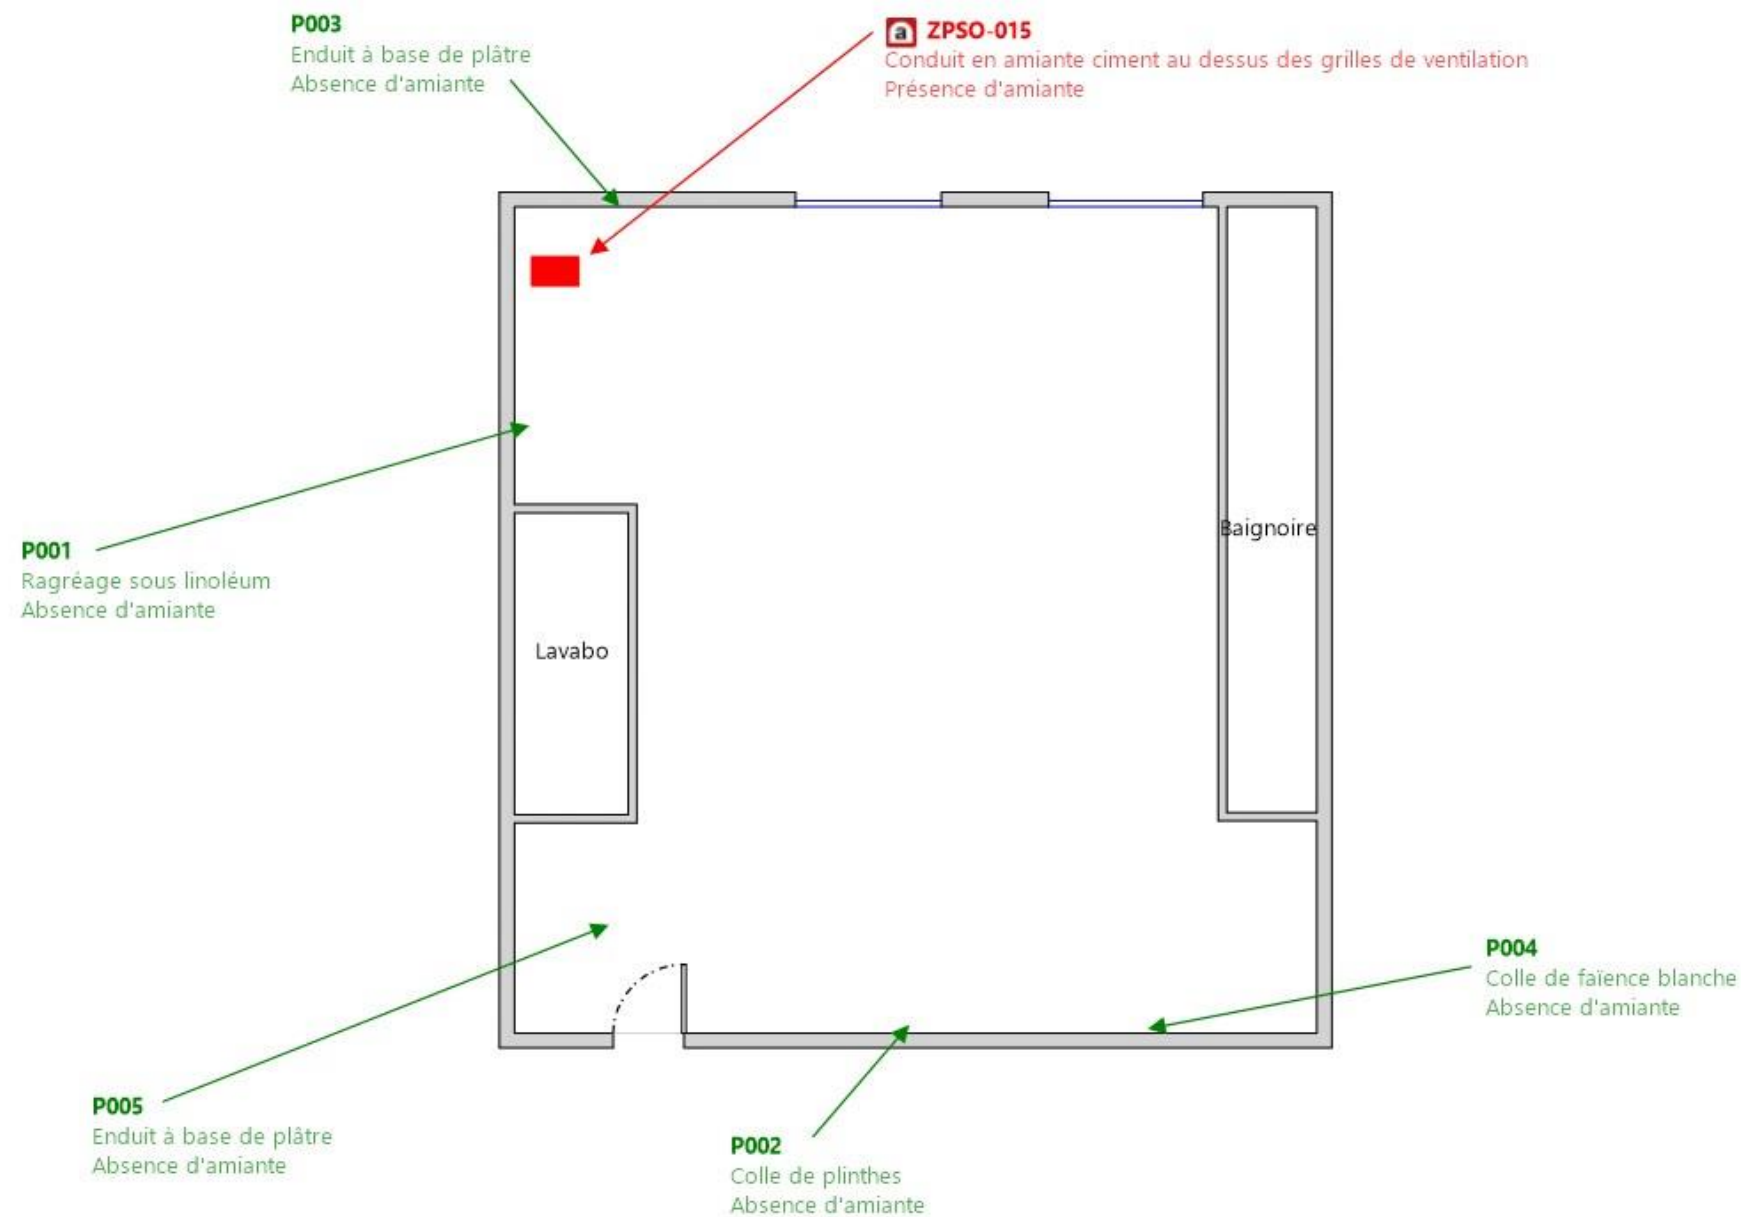 P003
Enduit à base de plâtre
Absence d'amiante
a ZPSO-015
Conduit en amiante ciment au dessus des grilles de ventilation
Présence d'amiante
Baignoire
P001
Ragréage sous linoléum
Absence d'amiante
Lavabo
P004
Colle de faïence blanche
Absence d'amiante
P005
Enduit à base de plâtre
Absence d'amiante
P002
Colle de plinthes
Absence d'amiante